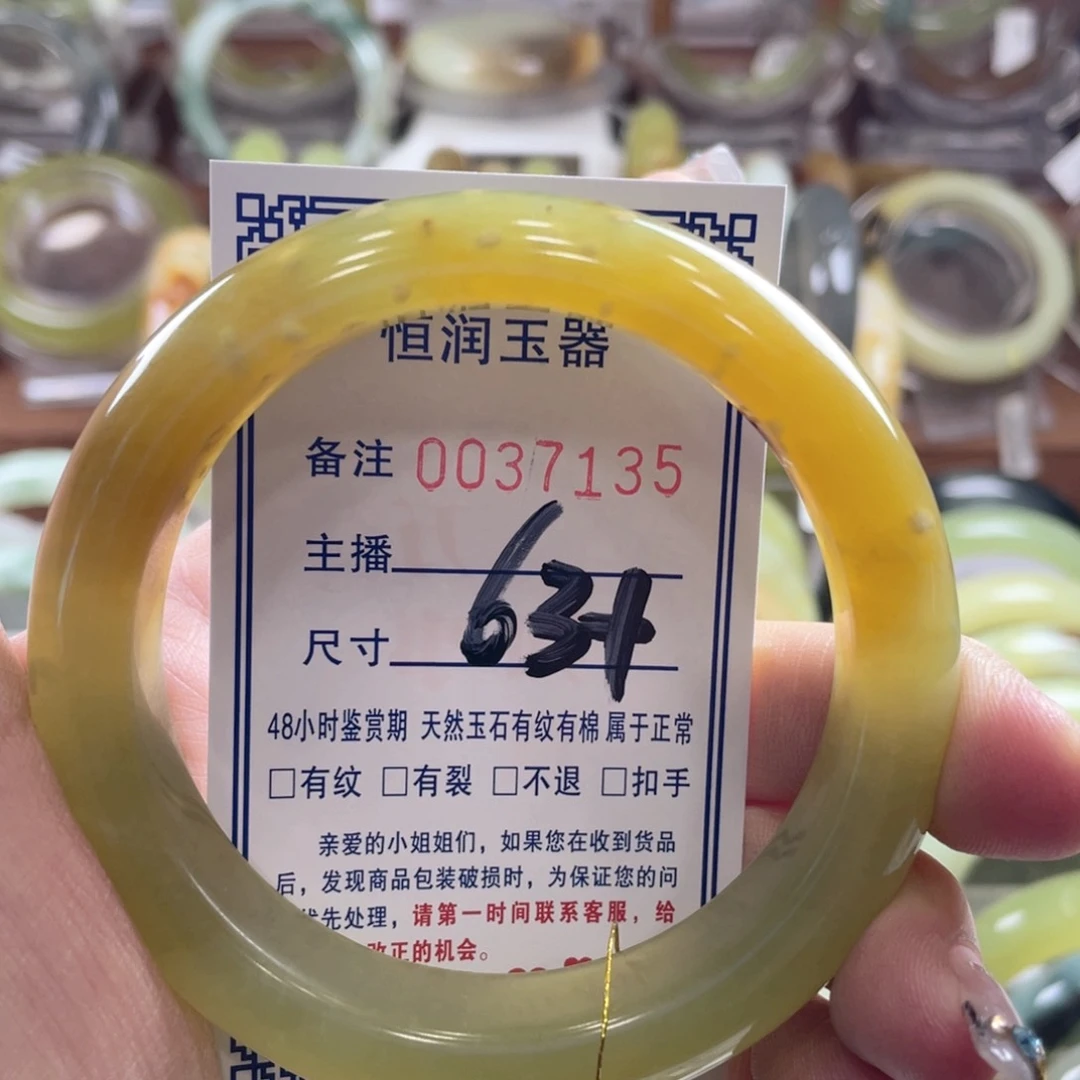 恒润玉器
备注 0037135
主播
尺寸 63+
48小时鉴赏期 天然玉石有纹有棉 属于正常
□有纹 □有裂 □不退 □扣手
亲爱的小姐姐们，如果您在收到货品
后，发现商品包装破损时，为保证您的问
优先处理，请第一时间联系客服，给
改正的机会。